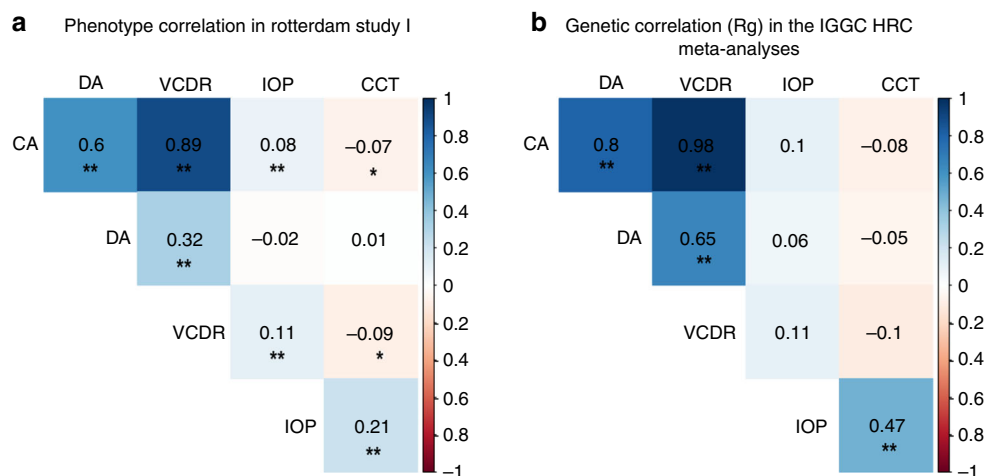 a Phenotype correlation in rotterdam study I
DA VCDR IOP CCT
CA 0.6 0.89 0.08 −0.07
** ** ** *
DA 0.32 −0.02 0.01
**
VCDR 0.11 −0.09
** *
IOP 0.21
**
1
0.8
0.6
0.4
0.2
0
0.2
0.4
0.6
0.8
−1
b Genetic correlation (Rg) in the IGGC HRC
meta-analyses
DA VCDR IOP CCT
CA 0.8 0.98 0.1 −0.08
** **
DA 0.65 0.06 −0.05
**
VCDR 0.11 −0.1
IOP 0.47
**
1
0.8
0.6
0.4
0.2
0
0.2
0.4
0.6
0.8
−1